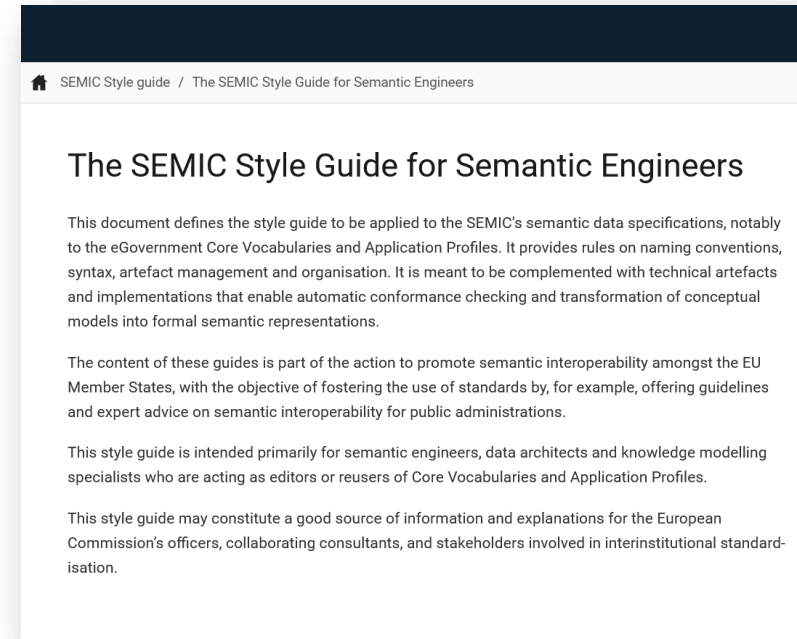 SEMIC Style guide / The SEMIC Style Guide for Semantic Engineers
The SEMIC Style Guide for Semantic Engineers
This document defines the style guide to be applied to the SEMIC's semantic data specifications, notably
to the eGovernment Core Vocabularies and Application Profiles. It provides rules on naming conventions,
syntax, artefact management and organisation. It is meant to be complemented with technical artefacts
and implementations that enable automatic conformance checking and transformation of conceptual
models into formal semantic representations.
The content of these guides is part of the action to promote semantic interoperability amongst the EU
Member States, with the objective of fostering the use of standards by, for example, offering guidelines
and expert advice on semantic interoperability for public administrations.
This style guide is intended primarily for semantic engineers, data architects and knowledge modelling
specialists who are acting as editors or reusers of Core Vocabularies and Application Profiles.
This style guide may constitute a good source of information and explanations for the European
Commission's officers, collaborating consultants, and stakeholders involved in interinstitutional standard-
isation.